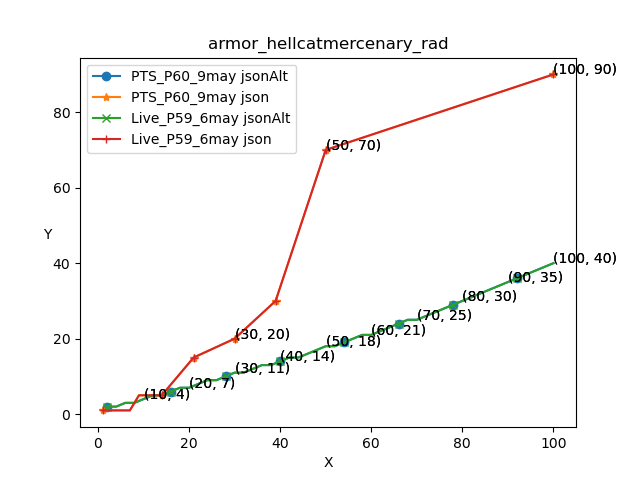 armor_hellcatmercenary_rad
PTS_P60_9may jsonAlt
PTS_P60_9may json
Live_P59_6may jsonAlt
Live_P59_6may json
(100, 90)
(50, 70)
(100, 40)
(90, 35)
(80, 30)
(70, 25)
(60, 21)
(50, 18)
(30, 20)
(40, 14)
(30, 11)
(20, 7)
(10, 4)
Y
80
60
40
20
0
0 20 40 60 80 100
X